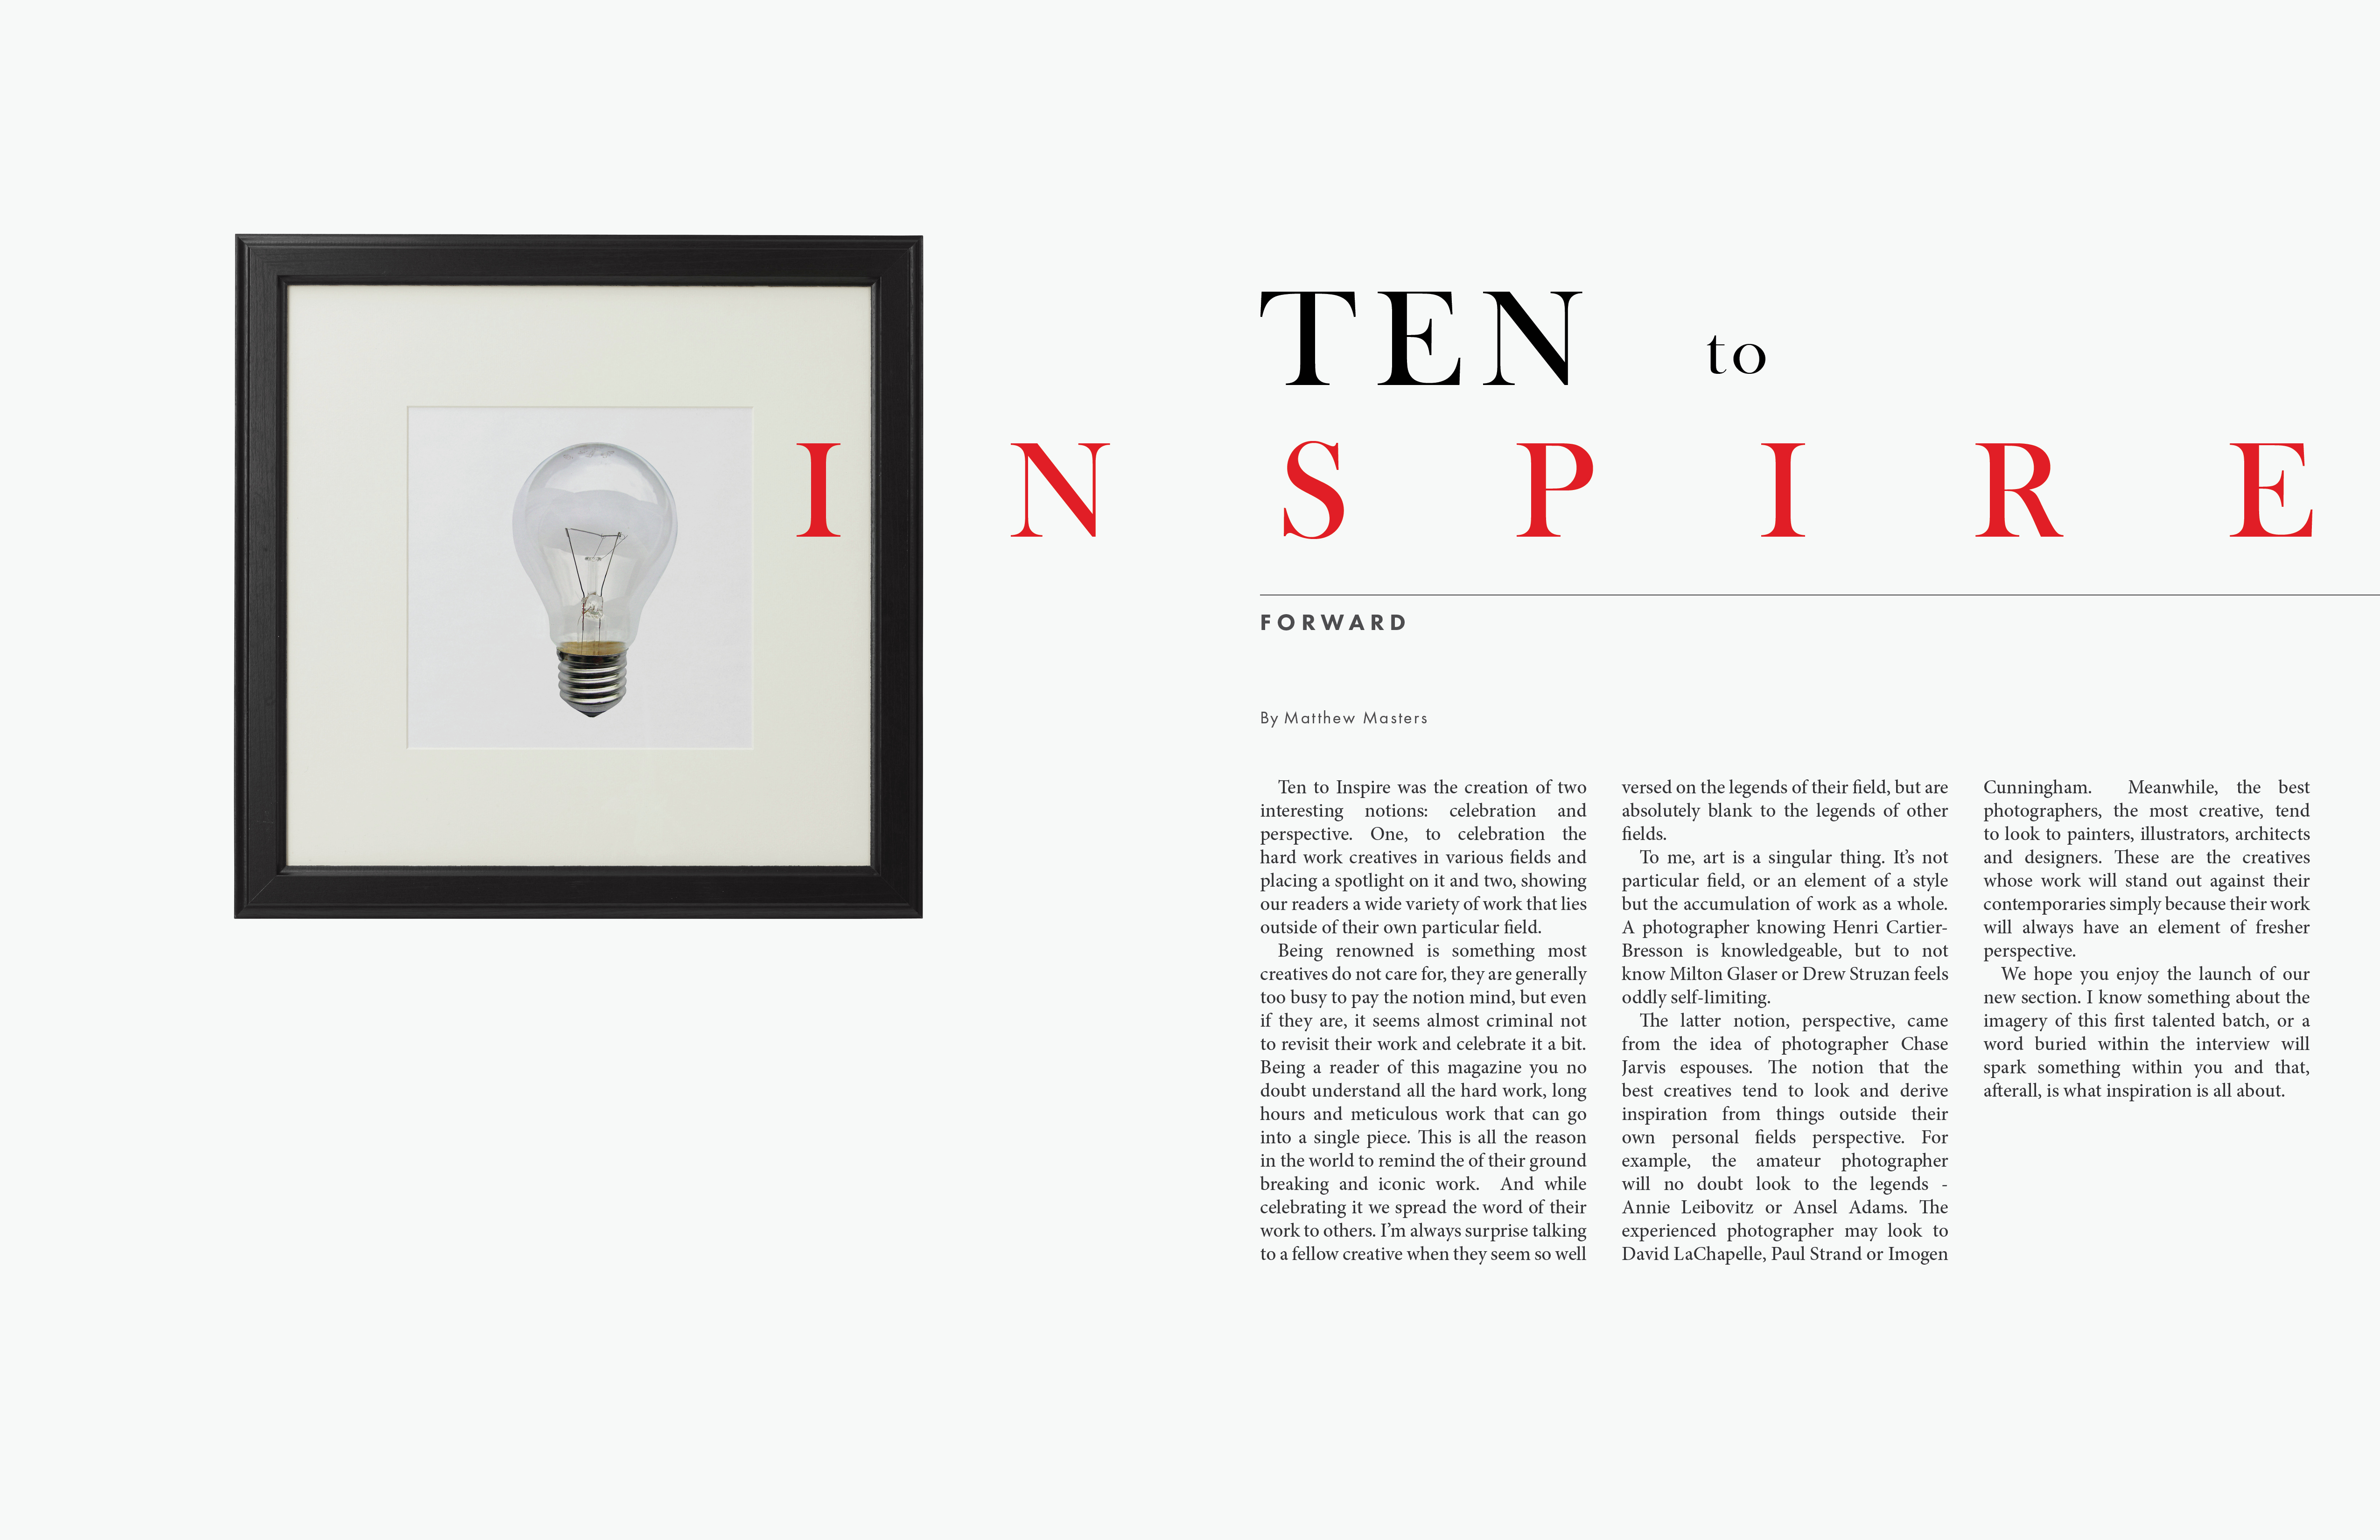 TEN to
INSPIRE
FORWARD
By Matthew Masters
Ten to Inspire was the creation of two
interesting notions: celebration and
perspective. One, to celebration the
hard work creatives in various fields and
placing a spotlight on it and two, showing
our readers a wide variety of work that lies
outside of their own particular field.
Being renowned is something most
creatives do not care for, they are generally
too busy to pay the notion mind, but even
if they are, it seems almost criminal not
to revisit their work and celebrate it a bit.
Being a reader of this magazine you no
doubt understand all the hard work, long
hours and meticulous work that can go
into a single piece. This is all the reason
in the world to remind the of their ground
breaking and iconic work. And while
celebrating it we spread the word of their
work to others. I’m always surprise talking
to a fellow creative when they seem so well
versed on the legends of their field, but are
absolutely blank to the legends of other
fields.
To me, art is a singular thing. It’s not
particular field, or an element of a style
but the accumulation of work as a whole.
A photographer knowing Henri Cartier-
Bresson is knowledgeable, but to not
know Milton Glaser or Drew Struzan feels
oddly self-limiting.
The latter notion, perspective, came
from the idea of photographer Chase
Jarvis espouses. The notion that the
best creatives tend to look and derive
inspiration from things outside their
own personal fields perspective. For
example, the amateur photographer
will no doubt look to the legends -
Annie Leibovitz or Ansel Adams. The
experienced photographer may look to
David LaChapelle, Paul Strand or Imogen
Cunningham. Meanwhile, the best
photographers, the most creative, tend
to look to painters, illustrators, architects
and designers. These are the creatives
whose work will stand out against their
contemporaries simply because their work
will always have an element of fresher
perspective.
We hope you enjoy the launch of our
new section. I know something about the
imagery of this first talented batch, or a
word buried within the interview will
spark something within you and that,
afterall, is what inspiration is all about.